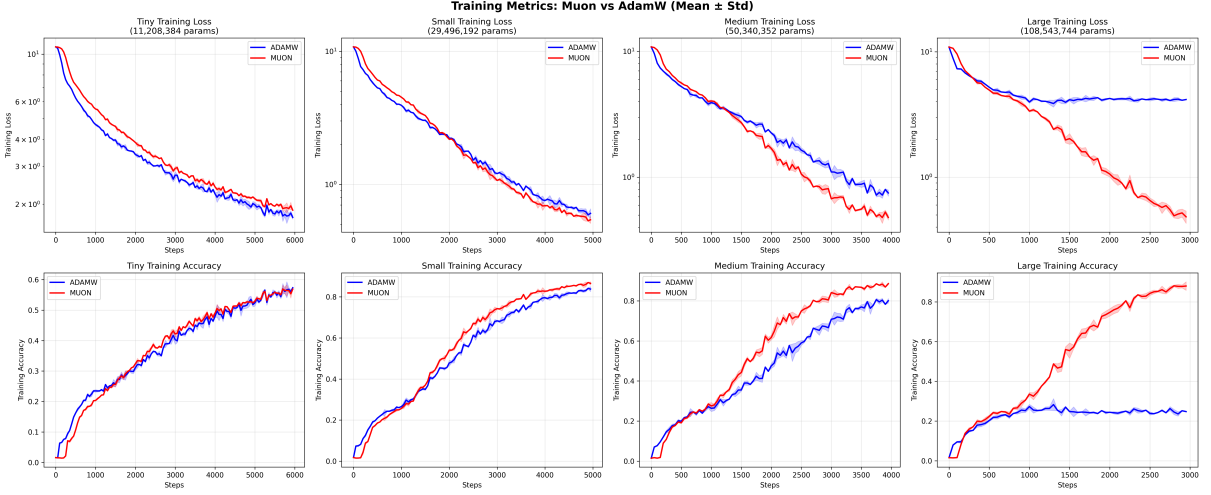 Training Metrics: Muon vs AdamW (Mean ± Std)
Tiny Training Loss
(11,208,384 params)
Training Loss
10¹
6 × 10⁰
4 × 10⁰
3 × 10⁰
2 × 10⁰
ADAMW
MUON
0 1000 2000 3000 4000 5000 6000
Steps
Small Training Loss
(29,496,192 params)
Training Loss
10¹
10⁰
ADAMW
MUON
0 1000 2000 3000 4000 5000
Steps
Medium Training Loss
(50,340,352 params)
Training Loss
10¹
10⁰
ADAMW
MUON
0 500 1000 1500 2000 2500 3000 3500 4000
Steps
Large Training Loss
(108,543,744 params)
Training Loss
10¹
10⁰
ADAMW
MUON
0 500 1000 1500 2000 2500 3000
Steps
Tiny Training Accuracy
Training Accuracy
0.6
0.5
0.4
0.3
0.2
0.1
0.0
ADAMW
MUON
0 1000 2000 3000 4000 5000 6000
Steps
Small Training Accuracy
Training Accuracy
0.8
0.6
0.4
0.2
0.0
ADAMW
MUON
0 1000 2000 3000 4000 5000
Steps
Medium Training Accuracy
Training Accuracy
0.8
0.6
0.4
0.2
0.0
ADAMW
MUON
0 500 1000 1500 2000 2500 3000 3500 4000
Steps
Large Training Accuracy
Training Accuracy
0.8
0.6
0.4
0.2
0.0
ADAMW
MUON
0 500 1000 1500 2000 2500 3000
Steps